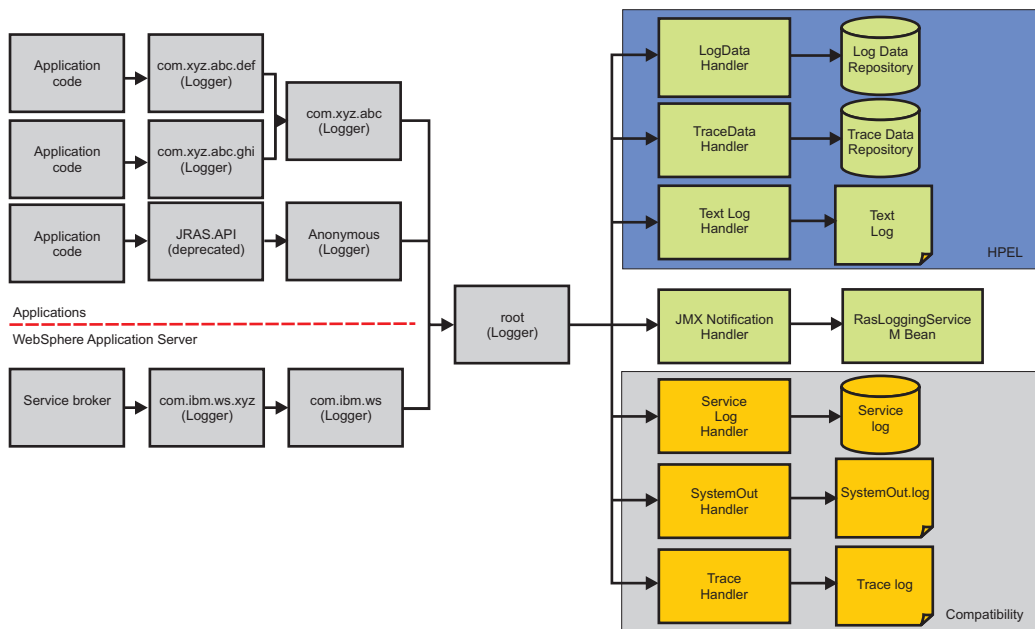 Application
code
com.xyz.abc.def
(Logger)
com.xyz.abc
(Logger)
Application
code
com.xyz.abc.ghi
(Logger)
Application
code
JRAS.API
(deprecated)
Anonymous
(Logger)
Applications
WebSphere Application Server
Service broker
com.ibm.ws.xyz
(Logger)
com.ibm.ws
(Logger)
root
(Logger)
LogData
Handler
Log Data
Repository
TraceData
Handler
Trace Data
Repository
Text Log
Handler
Text
Log
HPEL
JMX Notification
Handler
RasLoggingService
M Bean
Service
Log
Handler
Service
log
SystemOut
Handler
SystemOut.log
Trace
Handler
Trace log
Compatibility